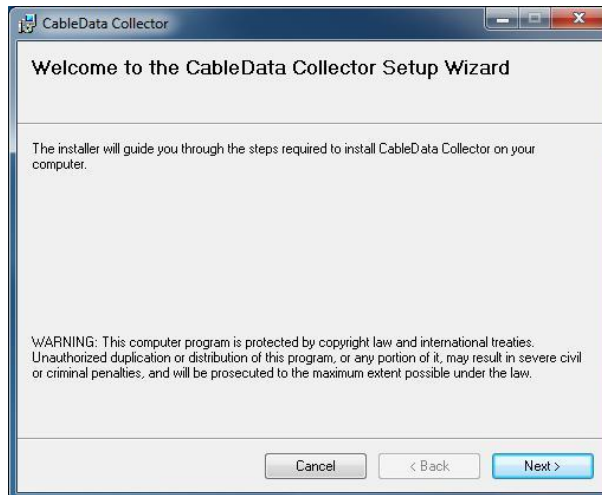 CableData Collector
Welcome to the CableData Collector Setup Wizard
The installer will guide you through the steps required to install CableData Collector on your
computer.
WARNING: This computer program is protected by copyright law and international treaties.
Unauthorized duplication or distribution of this program, or any portion of it, may result in severe civil
or criminal penalties, and will be prosecuted to the maximum extent possible under the law.
Cancel < Back Next >